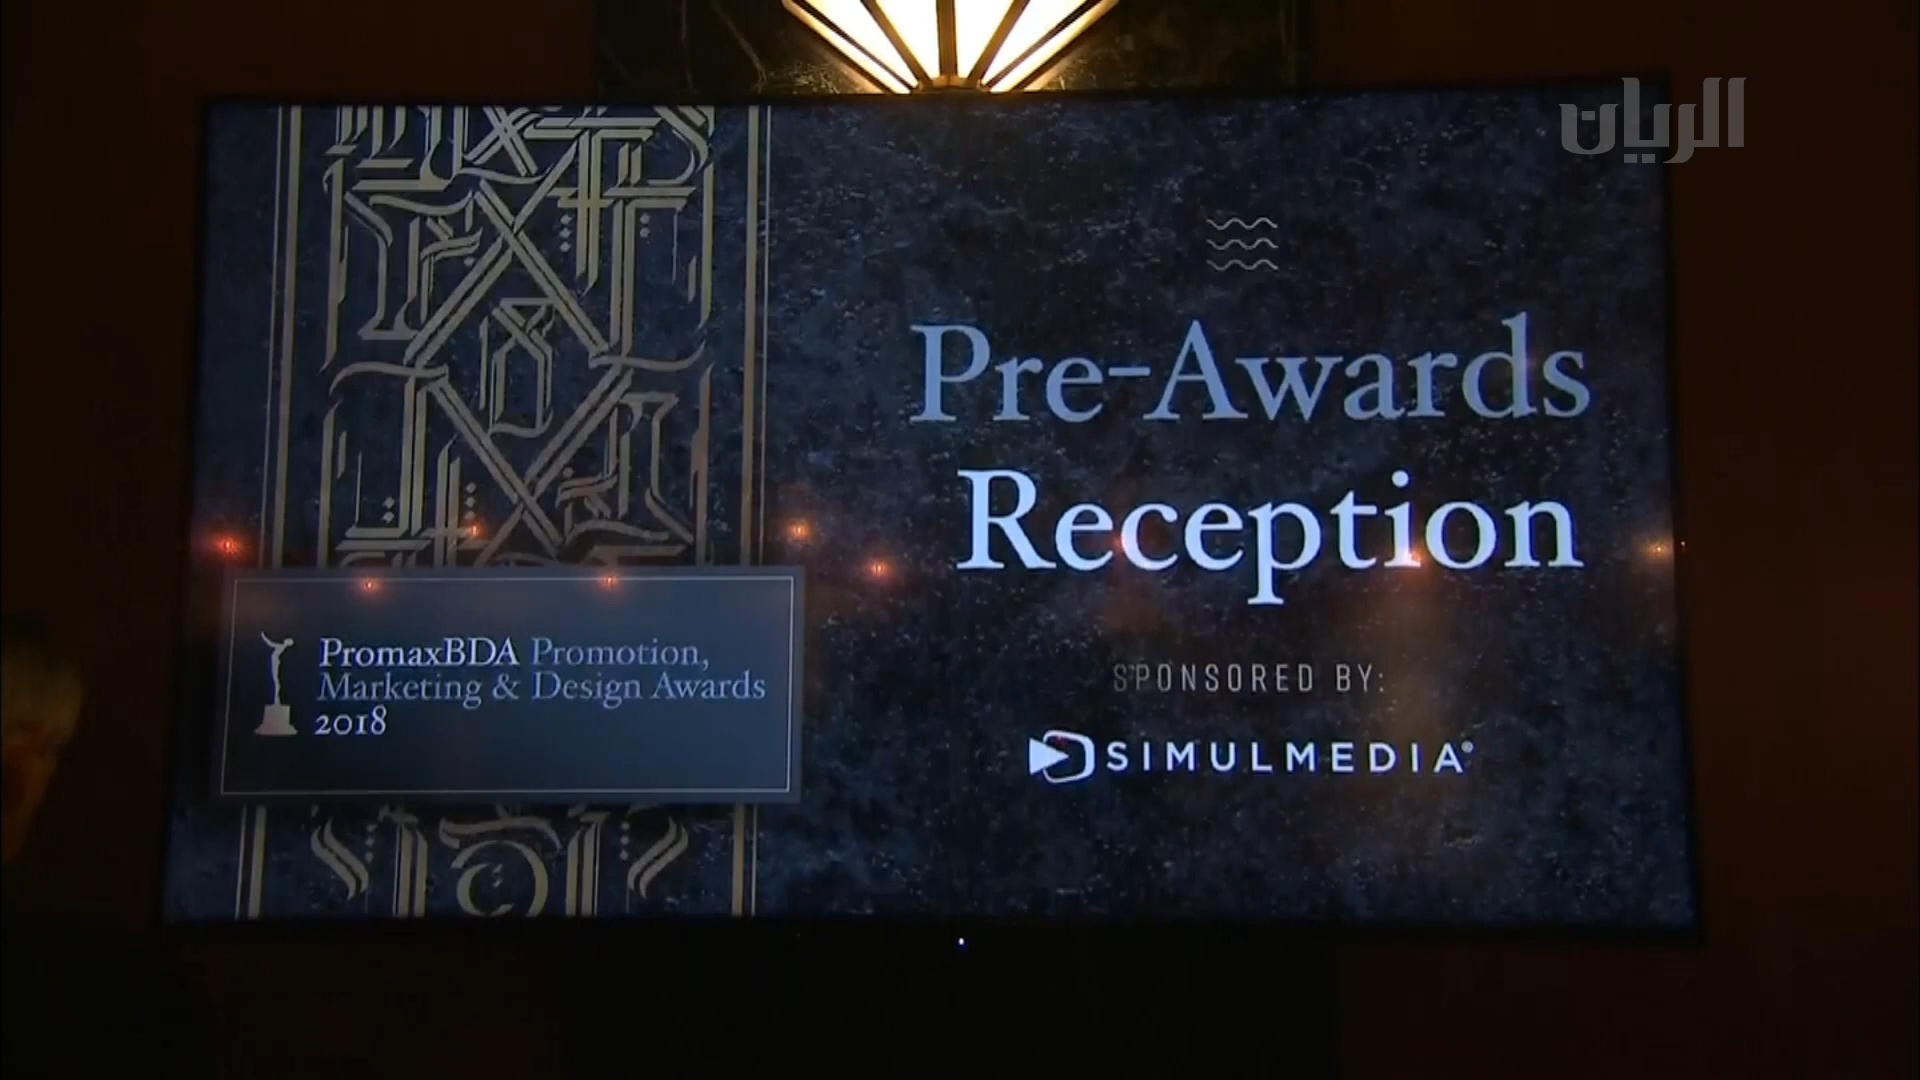 الريان
Pre-Awards
Reception
SPONSORED BY:
SIMULMEDIA®
PromaxBDA Promotion,
Marketing & Design Awards
2018